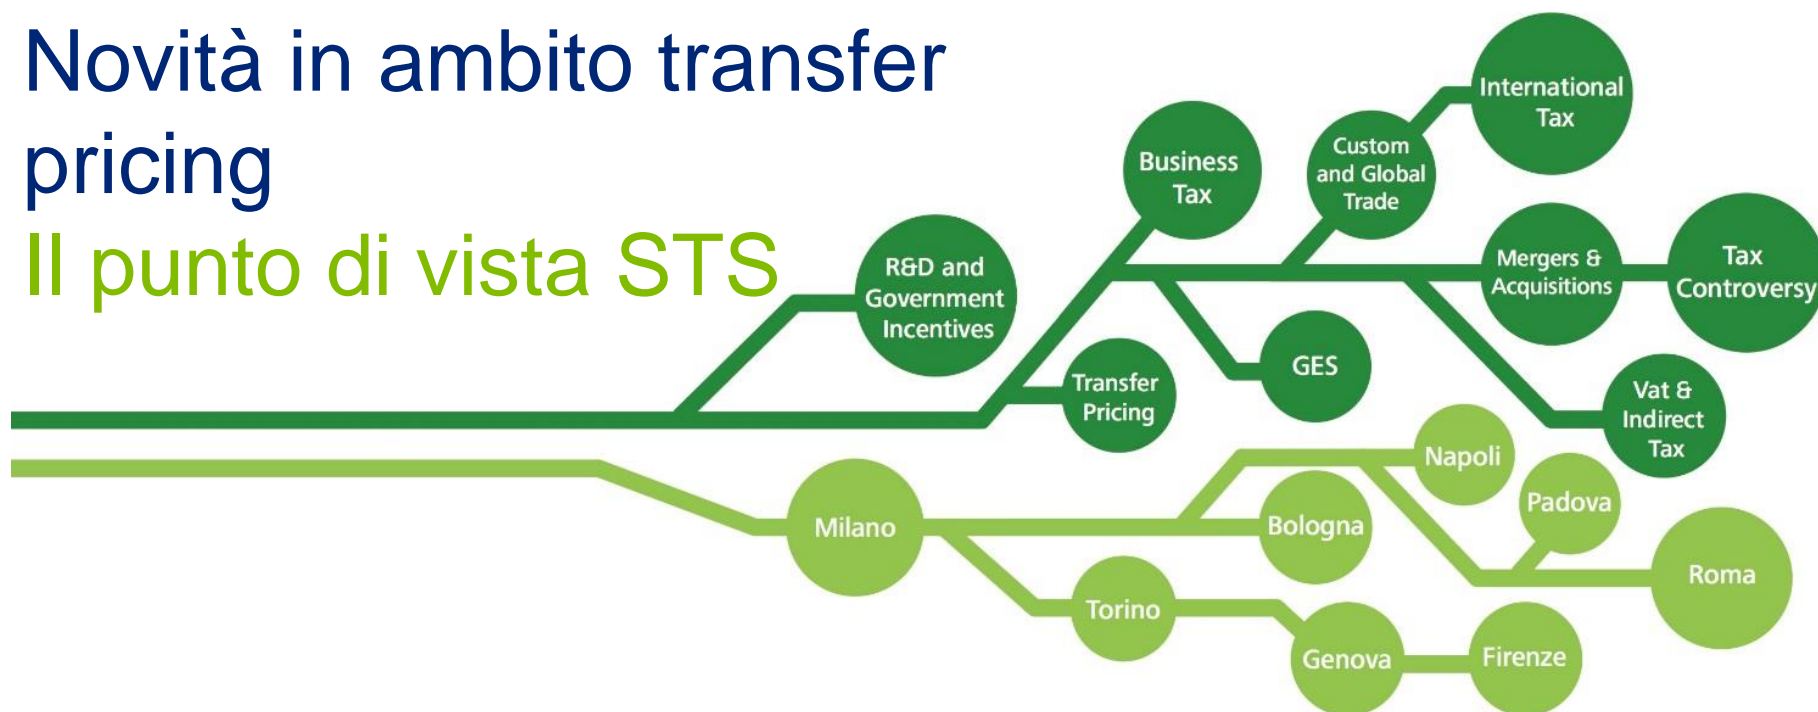 Novità in ambito transfer
pricing
Il punto di vista STS
International
Tax
Custom
and Global
Trade
Business
Tax
R&D and
Government
Incentives
Mergers &
Acquisitions
Tax
Controversy
GES
Transfer
Pricing
Vat &
Indirect
Tax
Napoli
Padova
Milano
Bologna
Roma
Torino
Genova
Firenze